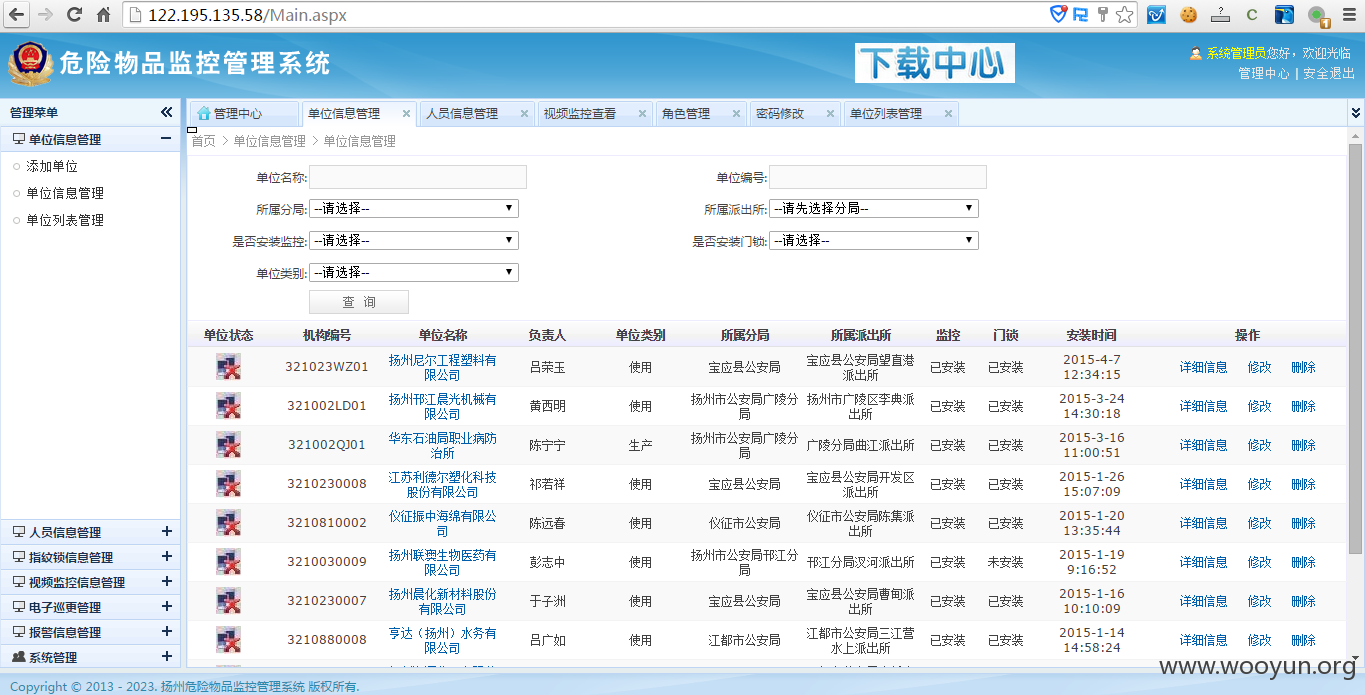 122.195.135.58/Main.aspx
危险物品监控管理系统
下载中心
系统管理员您好，欢迎光临
管理中心 | 安全退出
管理菜单
管理中心 单位信息管理 人员信息管理 视频监控查看 角色管理 密码修改 单位列表管理
首页 > 单位信息管理 > 单位信息管理
单位信息管理
添加单位
单位信息管理
单位列表管理
人员信息管理
指纹锁信息管理
视频监控信息管理
电子巡更管理
报警信息管理
系统管理
单位名称: 单位编号:
所属分局: --请选择-- 所属派出所: --请先选择分局--
是否安装监控: --请选择-- 是否安装门锁: --请选择--
单位类别: --请选择--
查 询
单位状态 机构编号 单位名称 负责人 单位类别 所属分局 所属派出所 监控 门锁 安装时间 操作
321023WZ01 扬州尼尔工程塑料有限公司 吕荣玉 使用 宝应县公安局 宝应县公安局望直港派出所 已安装 已安装 2015-4-7 12:34:15 详细信息 修改 删除
321002LD01 扬州邗江晨光机械有限公司 黄西明 使用 扬州市公安局广陵分局 扬州市广陵区李典派出所 已安装 已安装 2015-3-24 14:30:18 详细信息 修改 删除
321002QJ01 华东石油局职业病防治所 陈宁宁 生产 扬州市公安局广陵分局 广陵分局曲江派出所 已安装 已安装 2015-3-16 11:00:51 详细信息 修改 删除
3210230008 江苏利德尔塑化科技股份有限公司 祁若祥 使用 宝应县公安局 宝应县公安局开发区派出所 已安装 已安装 2015-1-26 15:07:09 详细信息 修改 删除
3210810002 仪征振中海绵有限公司 陈远春 使用 仪征市公安局 仪征市公安局陈集派出所 已安装 已安装 2015-1-20 13:35:44 详细信息 修改 删除
3210030009 扬州联澳生物医药有限公司 彭志中 使用 扬州市公安局邗江分局 邗江分局汊河派出所 已安装 未安装 2015-1-19 9:16:52 详细信息 修改 删除
3210230007 扬州晨化新材料股份有限公司 于子洲 使用 宝应县公安局 宝应县公安局曹甸派出所 已安装 已安装 2015-1-16 10:10:09 详细信息 修改 删除
3210880008 亨达（扬州）水务有限公司 吕广如 使用 江都市公安局 江都市公安局三江营水上派出所 已安装 已安装 2015-1-14 14:58:24 详细信息 修改 删除
www.wooyun.org
Copyright © 2013 - 2023. 扬州危险物品监控管理系统 版权所有.